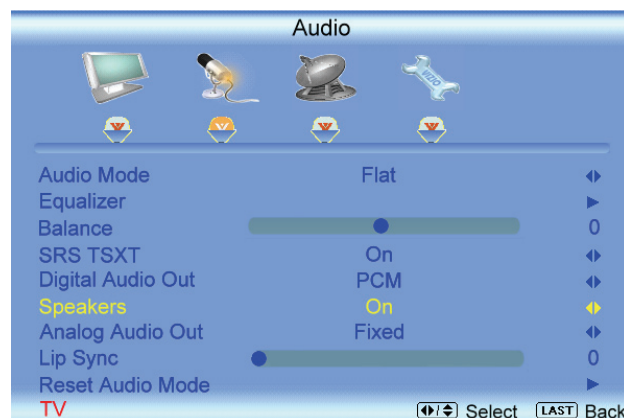 Audio
VIZIO
Audio Mode Flat
Equalizer
Balance 0
SRS TSXT On
Digital Audio Out PCM
Speakers On
Analog Audio Out Fixed
Lip Sync 0
Reset Audio Mode
TV Select LAST Back